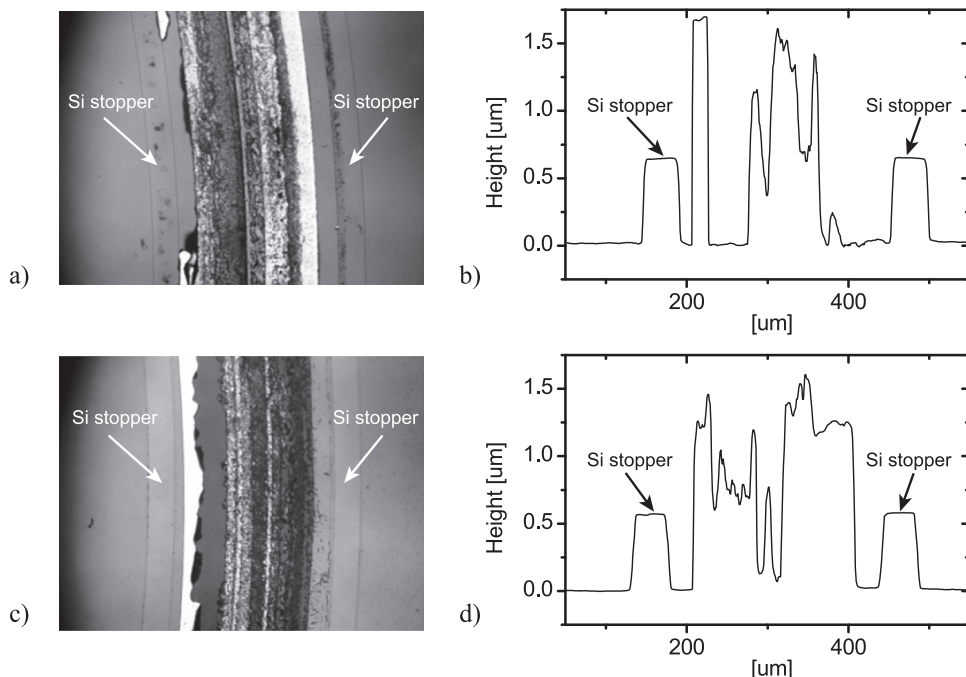 a)
Si stopper
Si stopper
b)
Height [um]
1.5
1.0
0.5
0.0
Si stopper
Si stopper
200
400
[um]
c)
Si stopper
Si stopper
d)
Height [um]
1.5
1.0
0.5
0.0
Si stopper
Si stopper
200
400
[um]